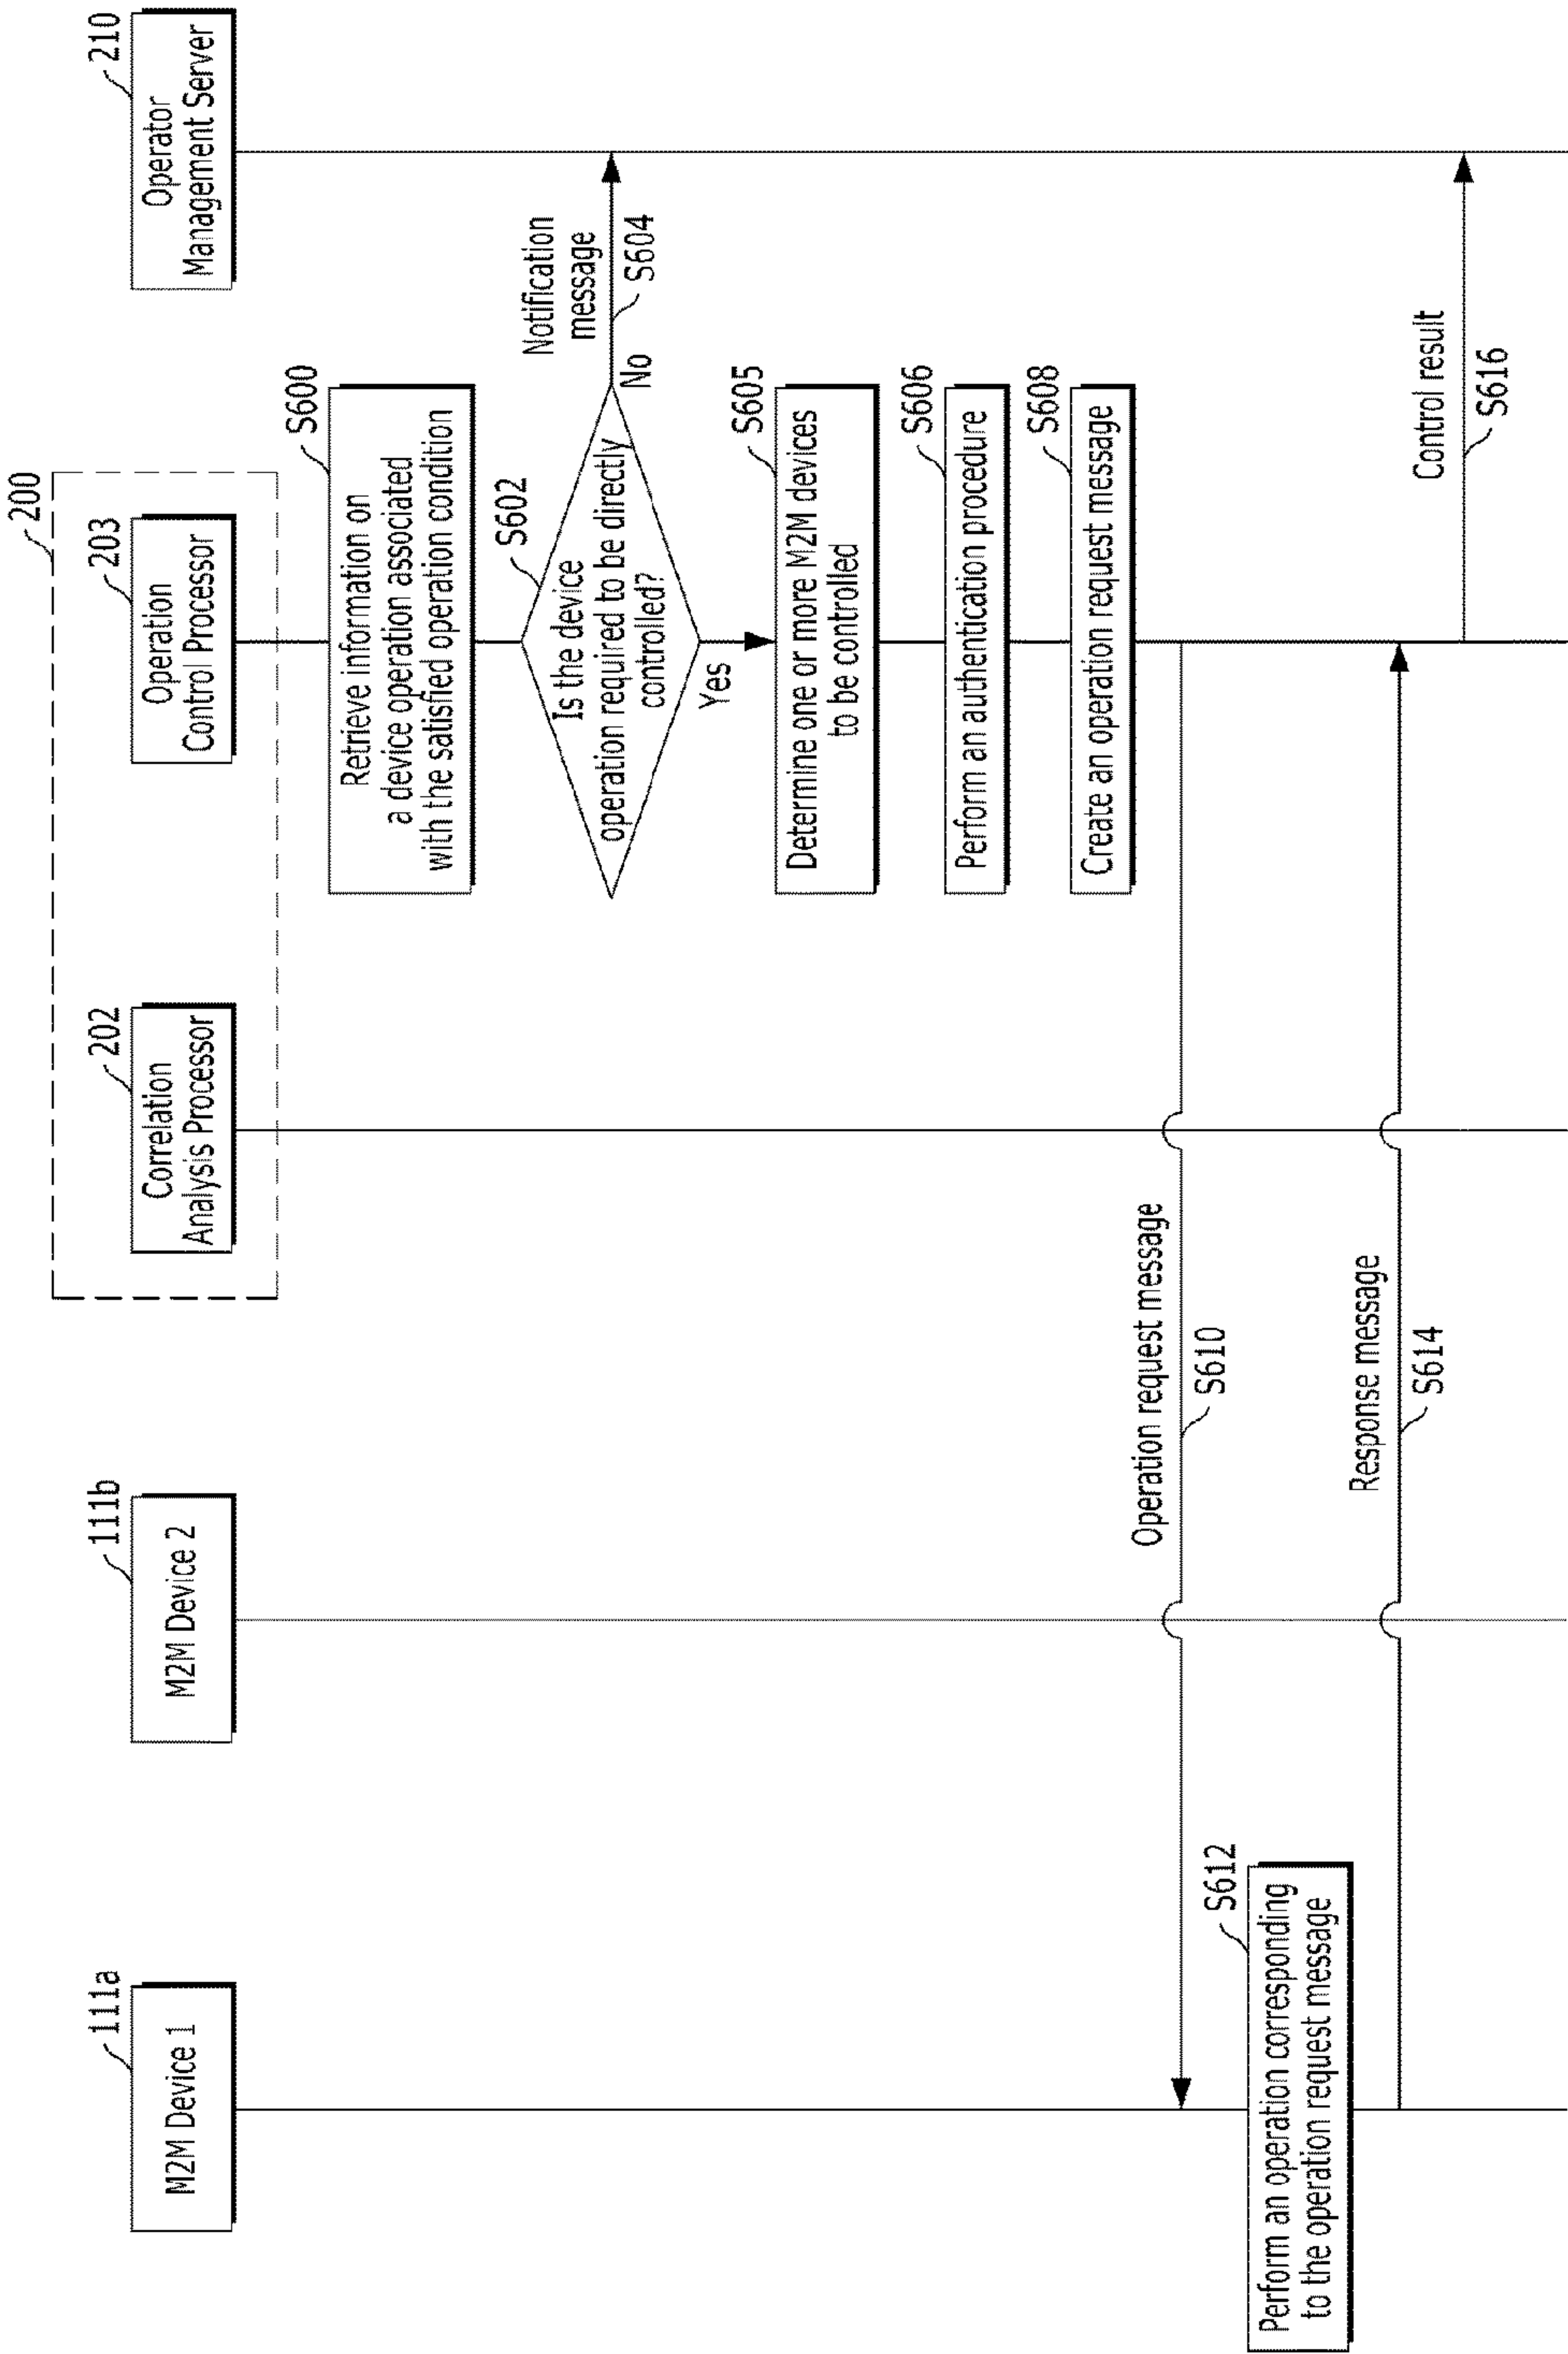 200
111a
M2M Device 1
111b
M2M Device 2
202
Correlation
Analysis Processor
203
Operation
Control Processor
210
Operator
Management Server
S600
Retrieve information on
a device operation associated
with the satisfied operation condition
S602
Is the device
operation required to be directly
controlled?
No
Yes
Notification
message
S604
S605
Determine one or more M2M devices
to be controlled
S606
Perform an authentication procedure
S608
Create an operation request message
Operation request message
S610
S612
Perform an operation corresponding
to the operation request message
Response message
S614
Control result
S616